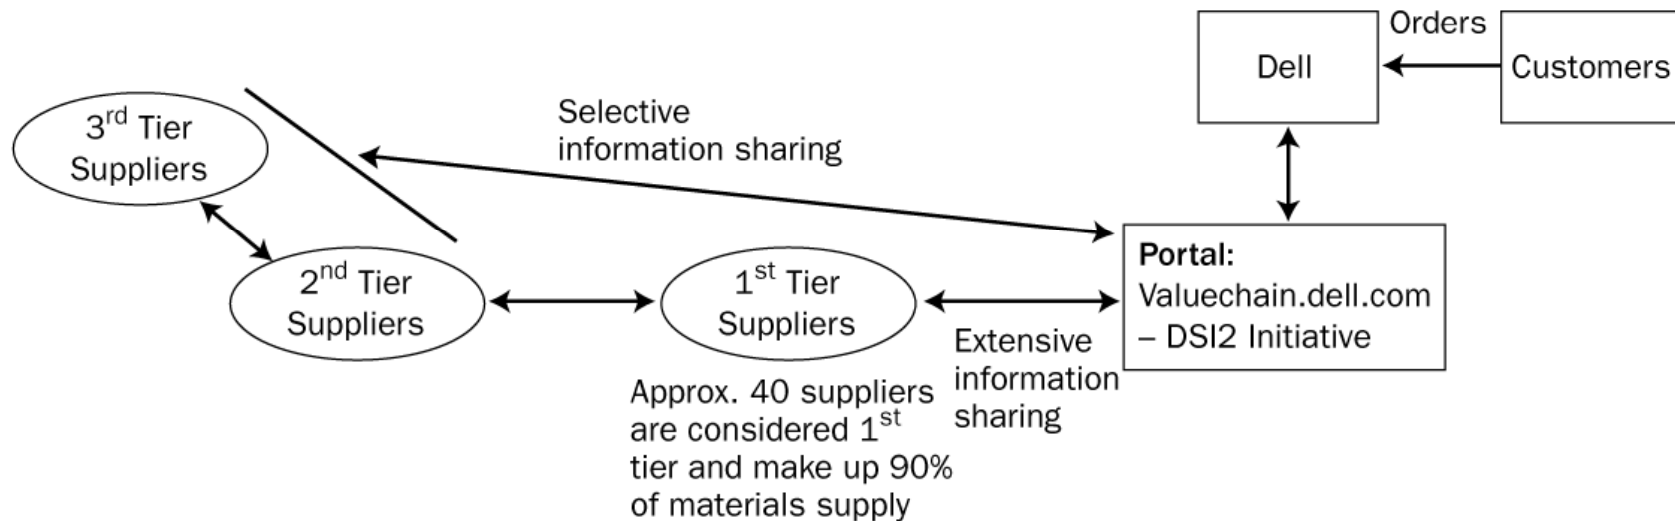 Orders
Dell
Customers
Selective
information sharing
3rd Tier
Suppliers
2nd Tier
Suppliers
1st Tier
Suppliers
Portal:
Valuechain.dell.com
– DSI2 Initiative
Extensive
information
sharing
Approx. 40 suppliers
are considered 1st
tier and make up 90%
of materials supply